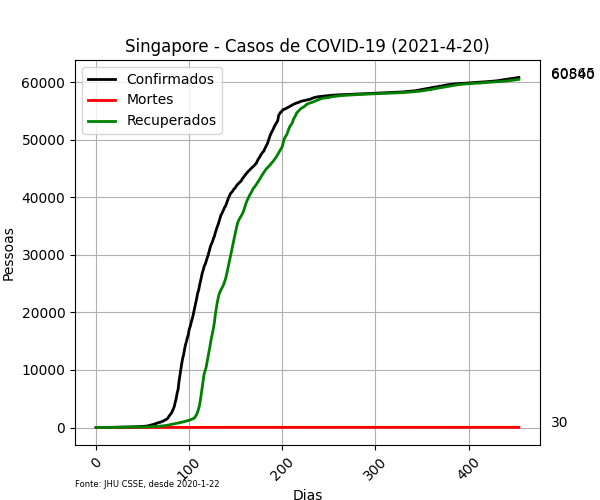 Singapore - Casos de COVID-19 (2021-4-20)
Confirmados
Mortes
Recuperados
60000
50000
40000
30000
20000
10000
0
Pessoas
30
0
100
200
300
400
Dias
Fonte: JHU CSSE, desde 2020-1-22